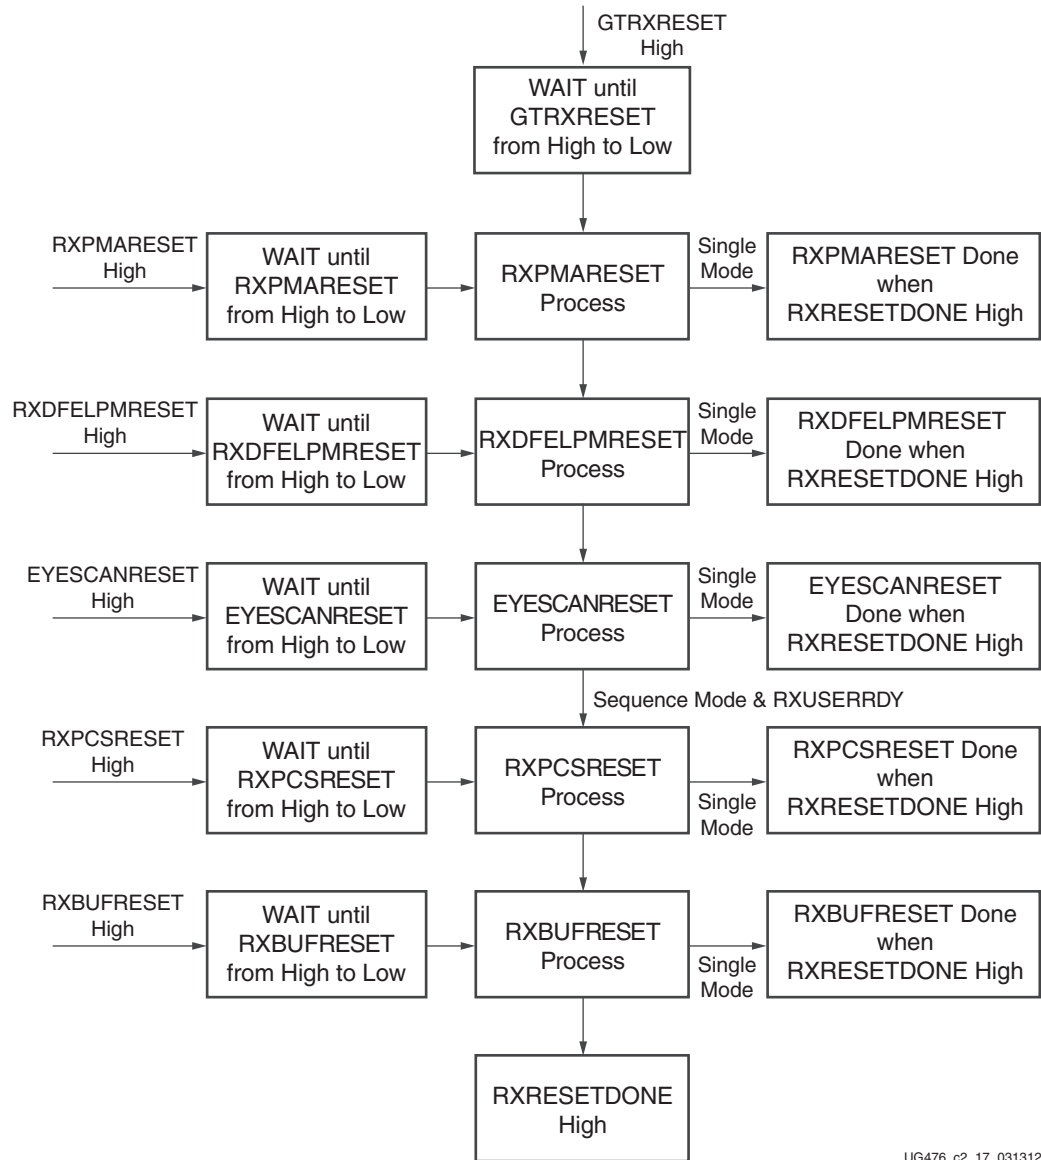 GTRXRESET
High
WAIT until
GTRXRESET
from High to Low
RXPMARESET
High
WAIT until
RXPMARESET
from High to Low
RXPMARESET
Process
Single
Mode
RXPMARESET Done
when
RXRESETDONE High
RXDFELPMRESET
High
WAIT until
RXDFELPMRESET
from High to Low
RXDFELPMRESET
Process
Single
Mode
RXDFELPMRESET
Done when
RXRESETDONE High
EYESCANRESET
High
WAIT until
EYESCANRESET
from High to Low
EYESCANRESET
Process
Single
Mode
EYESCANRESET
Done when
RXRESETDONE High
Sequence Mode & RXUSERRDY
RXPCSRESET
High
WAIT until
RXPCSRESET
from High to Low
RXPCSRESET
Process
Single
Mode
RXPCSRESET Done
when
RXRESETDONE High
RXBUFRESET
High
WAIT until
RXBUFRESET
from High to Low
RXBUFRESET
Process
Single
Mode
RXBUFRESET Done
when
RXRESETDONE High
RXRESETDONE
High
UG476_c2_17_031312